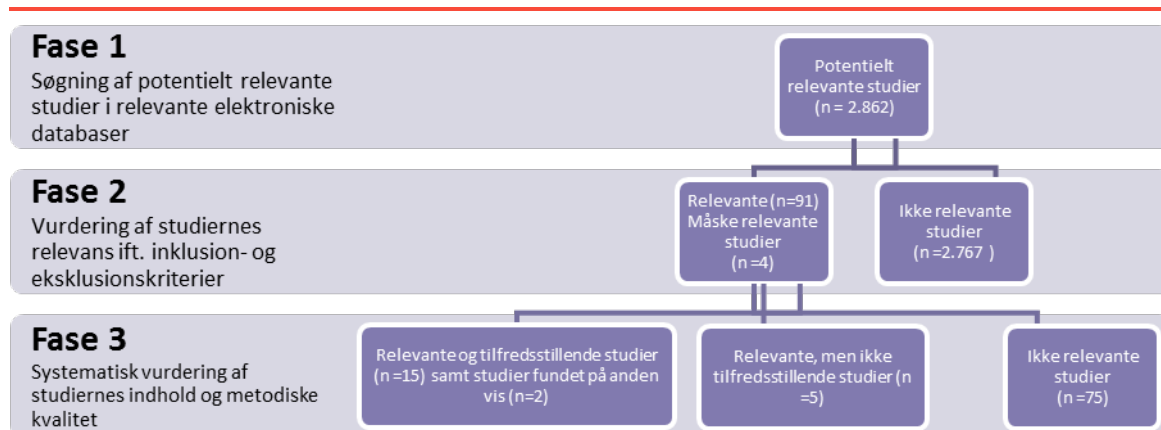 Fase 1
Søgning af potentielt relevante
studier i relevante elektroniske
databaser
Potentielt
relevante studier
(n = 2.862)
Fase 2
Vurdering af studiernes
relevans ift. inklusion- og
eksklusionskriterier
Relevante (n=91)
Måske relevante
studier
(n =4)
Ikke relevante
studier
(n =2.767 )
Fase 3
Systematisk vurdering af
studiernes indhold og metodiske
kvalitet
Relevante og tilfredsstillende studier
(n =15) samt studier fundet på anden
vis (n=2)
Relevante, men ikke
tilfredsstillende studier (n
=5)
Ikke relevante
studier
(n =75)